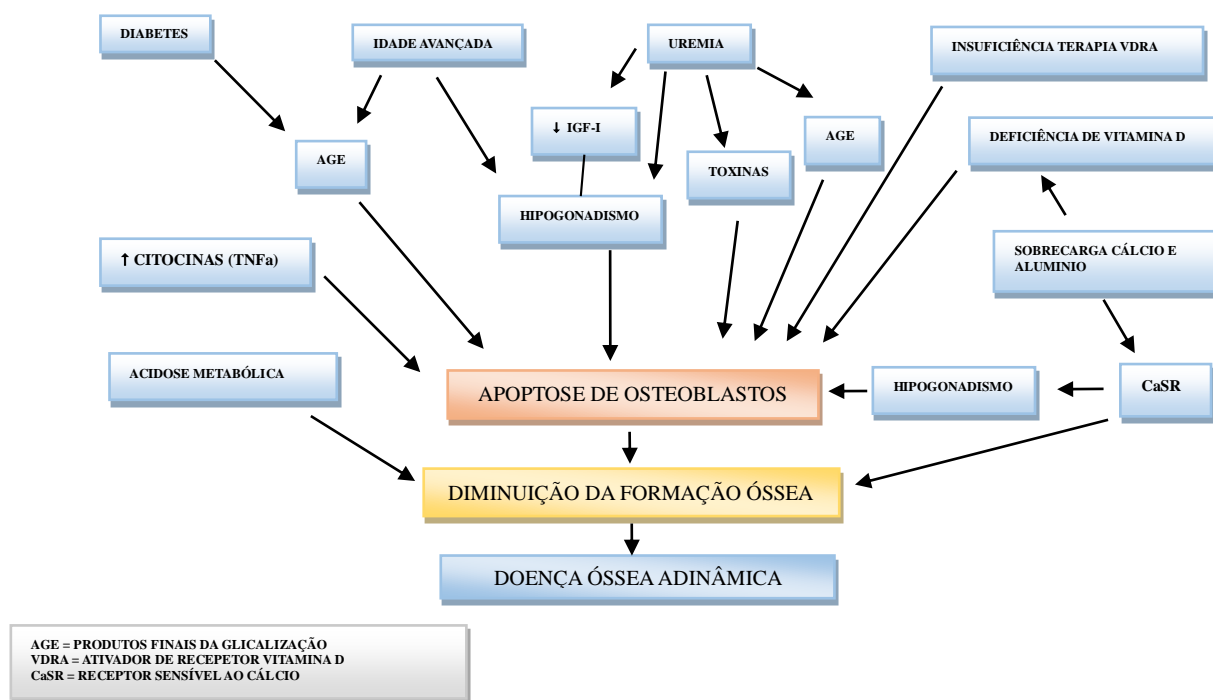 DIABETES
IDADE AVANÇADA
UREMIA
INSUFICIÊNCIA TERAPIA VDRA
↓ IGF-I
AGE
DEFICIÊNCIA DE VITAMINA D
AGE
TOXINAS
HIPOGONADISMO
↑ CITOCINAS (TNFa)
SOBRECARGA CÁLCIO E
ALUMINIO
ACIDOSE METABÓLICA
APOPTOSE DE OSTEOBLASTOS
HIPOGONADISMO
CaSR
DIMINUIÇÃO DA FORMAÇÃO ÓSSEA
DOENÇA ÓSSEA ADINÂMICA
AGE = PRODUTOS FINAIS DA GLICALIZAÇÃO
VDRA = ATIVADOR DE RECEPETOR VITAMINA D
CaSR = RECEPTOR SENSÍVEL AO CÁLCIO